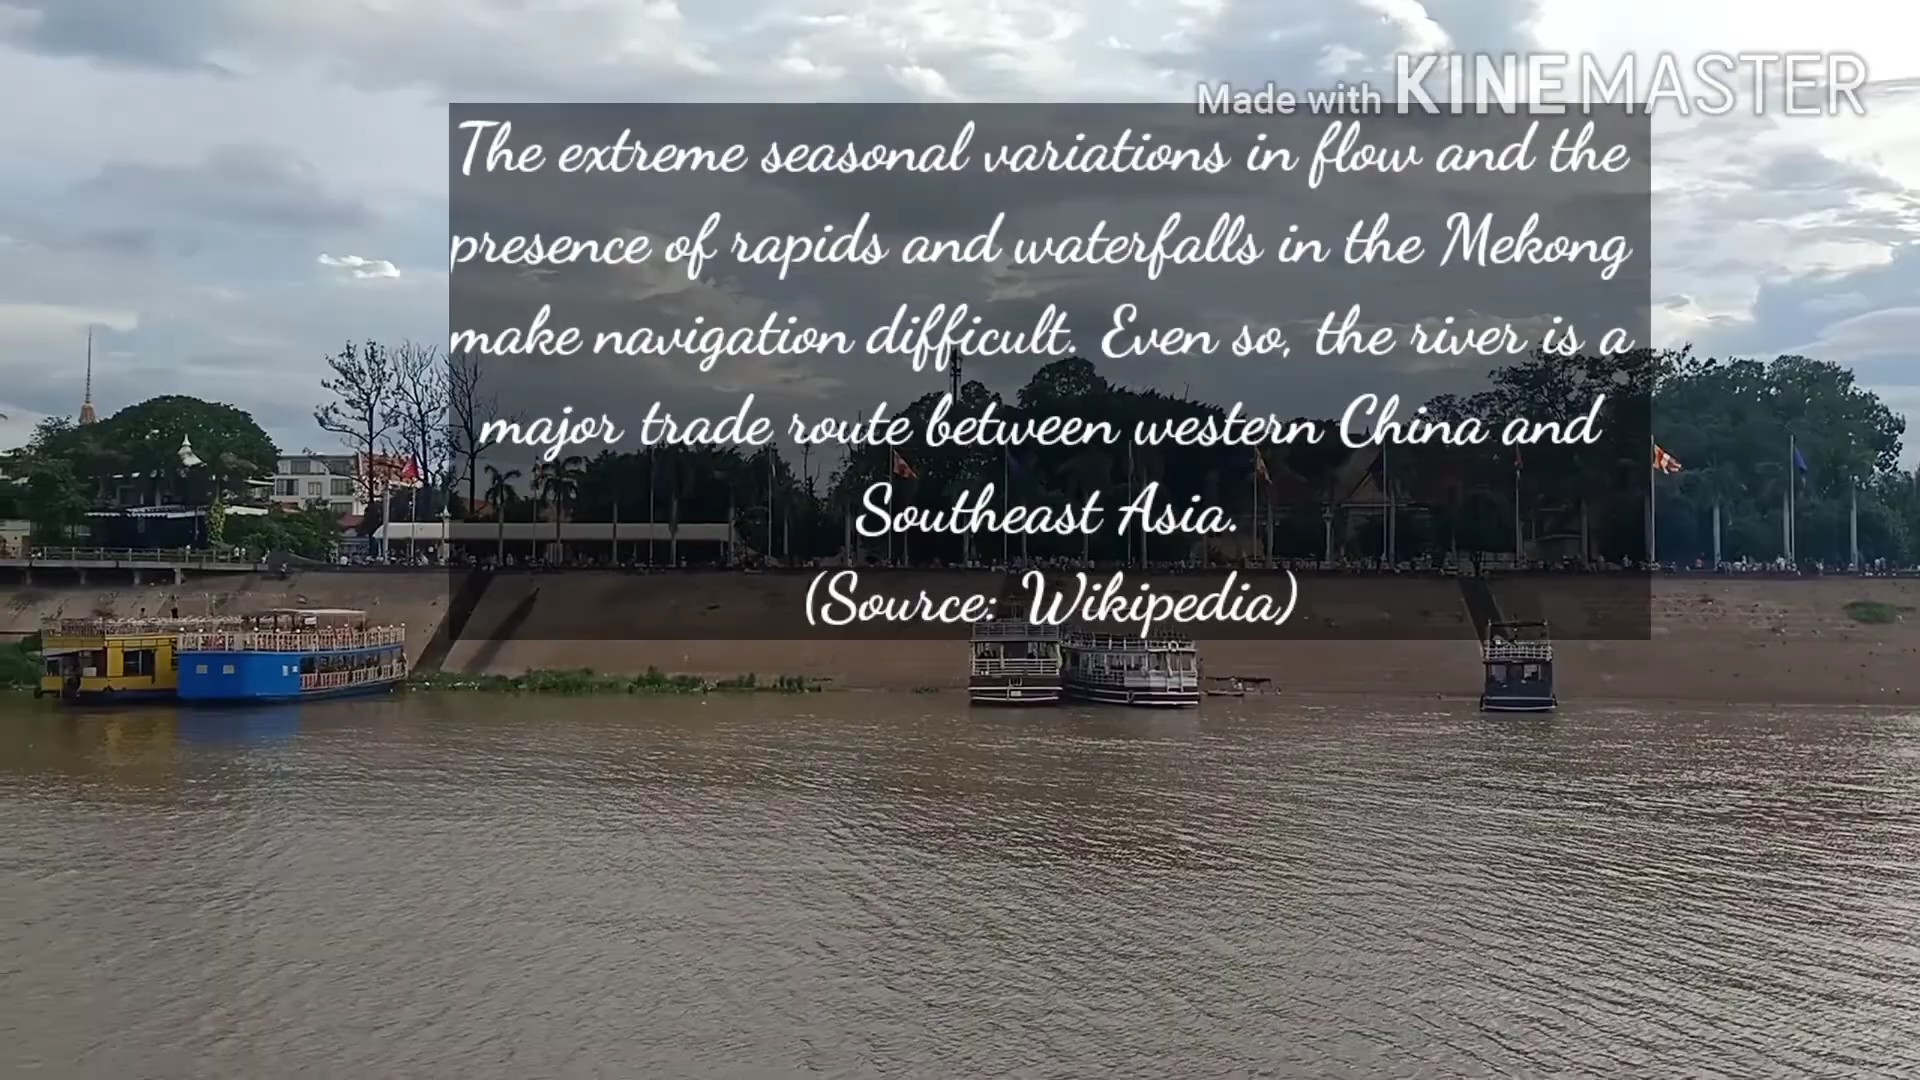 Made with KINEMASTER
The extreme seasonal variations in flow and the
presence of rapids and waterfalls in the Mekong
make navigation difficult. Even so, the river is a
major trade route between western China and
Southeast Asia.
(Source: Wikipedia)